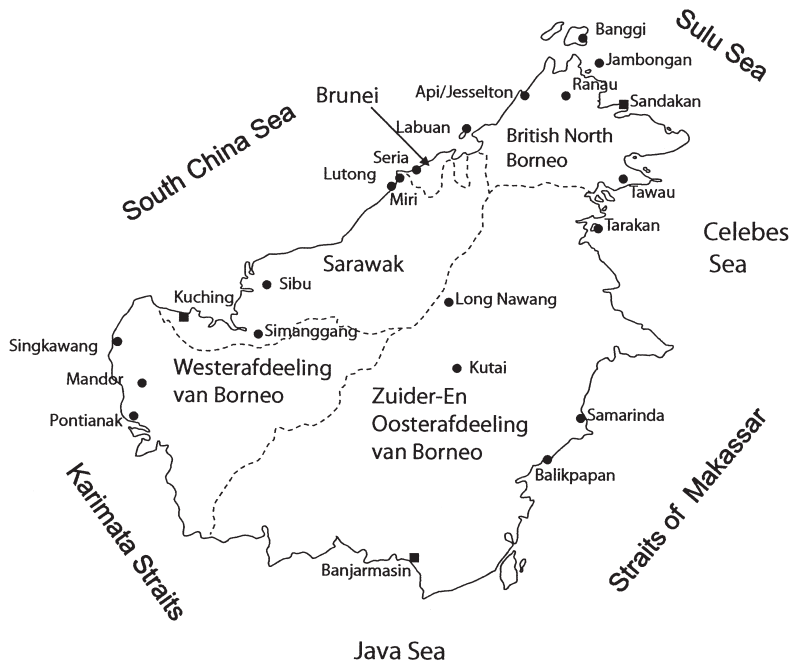 Banggi
Sulu Sea
Jambongan
Ranau
Api/Jesselton
Sandakan
Brunei
Labuan
British North
Borneo
South China Sea
Seria
Lutong
Miri
Tawau
Tarakan
Celebes
Sea
Sarawak
Sibu
Kuching
Long Nawang
Simanggang
Singkawang
Westerafdeeling
van Borneo
Mandor
Kutai
Zuider-En
Oosterafdeeling
van Borneo
Pontianak
Samarinda
Balikpapan
Straits of Makassar
Karimata Straits
Banjarmasin
Java Sea